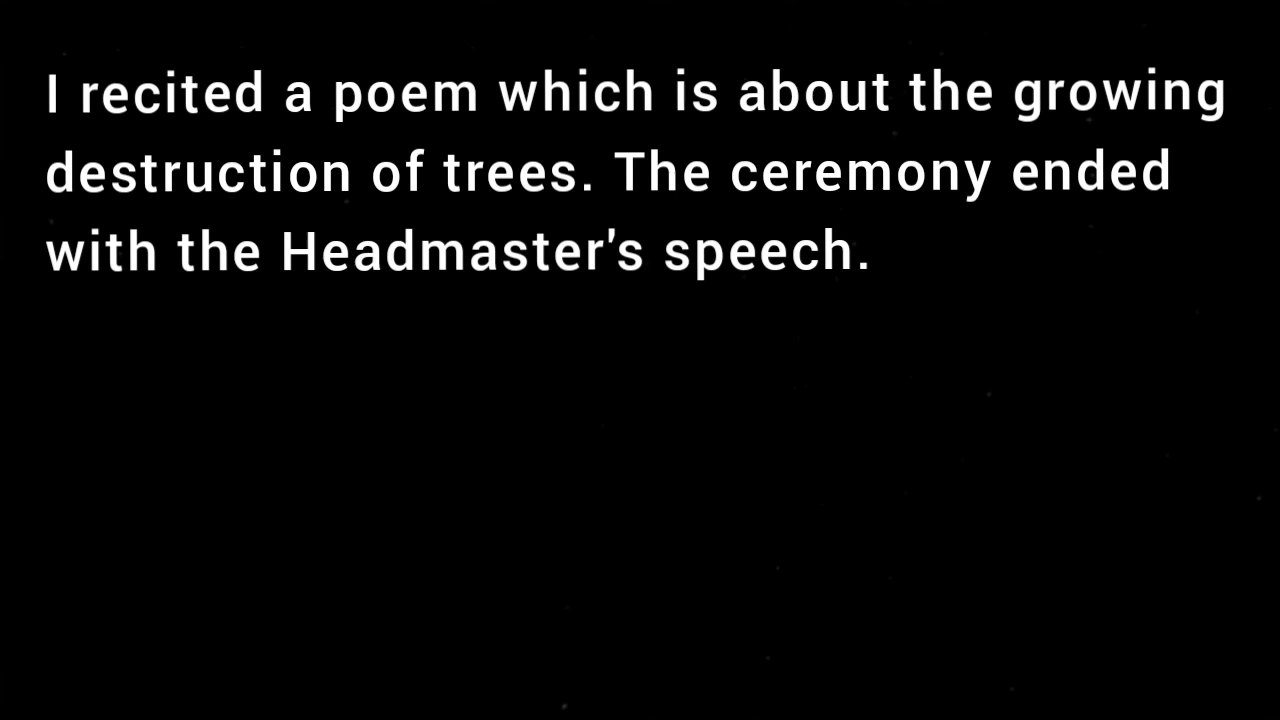 I recited a poem which is about the growing
destruction of trees. The ceremony ended
with the Headmaster's speech.